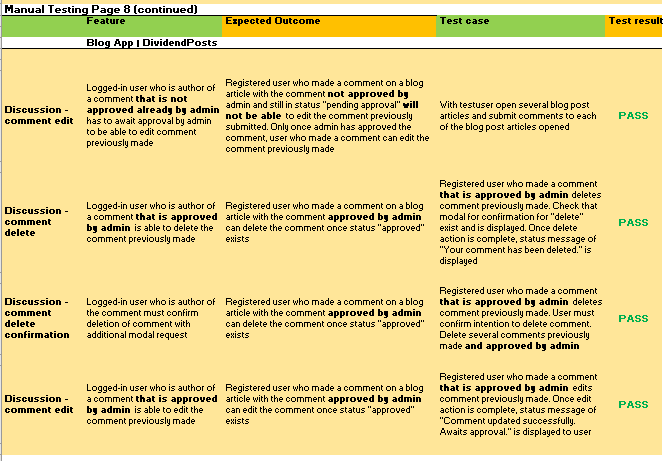 Manual Testing Page 8 (continued)
Feature
Expected Outcome
Test case
Test result
Blog App | DividendPosts
Discussion -
comment edit
Logged-in user who is author of
a comment that is not
approved already by admin
has to await approval by admin
to be able to edit comment
previously made
Registered user who made a comment on a blog
article with the comment not approved by
admin and still in status "pending approval" will
not be able to edit the comment previously
submitted. Only once admin has approved the
comment, user who made a comment can edit the
comment previously made
With testuser open several blog post
articles and submit comments to each
of the blog post articles opened
PASS
Discussion -
comment
delete
Logged-in user who is author of
a comment that is approved
by admin is able to delete the
comment previously made
Registered user who made a comment on a blog
article with the comment approved by admin
can delete the comment once status "approved"
exists
Registered user who made a comment
that is approved by admin deletes
comment previously made. Check that
modal for confirmation for "delete"
exist and is displayed. Once delete
action is complete, status message of
"Your comment has been deleted." is
displayed
PASS
Discussion -
comment
delete
confirmation
Logged-in user who is author of
the comment must confirm
deletion of comment with
additional modal request
Registered user who made a comment on a blog
article with the comment approved by admin
can delete the comment once status "approved"
exists
Registered user who made a comment
that is approved by admin deletes
comment previously made. User must
confirm intention to delete comment.
Delete several comments previously
made and approved by admin
PASS
Discussion -
comment edit
Logged-in user who is author of
a comment that is approved
by admin is able to edit the
comment previously made
Registered user who made a comment on a blog
article with the comment approved by admin
can edit the comment once status "approved"
exists
Registered user who made a comment
that is approved by admin edits
comment previously made. Once edit
action is complete, status message of
"Comment updated successfully.
Awaits approval." is displayed to user
PASS